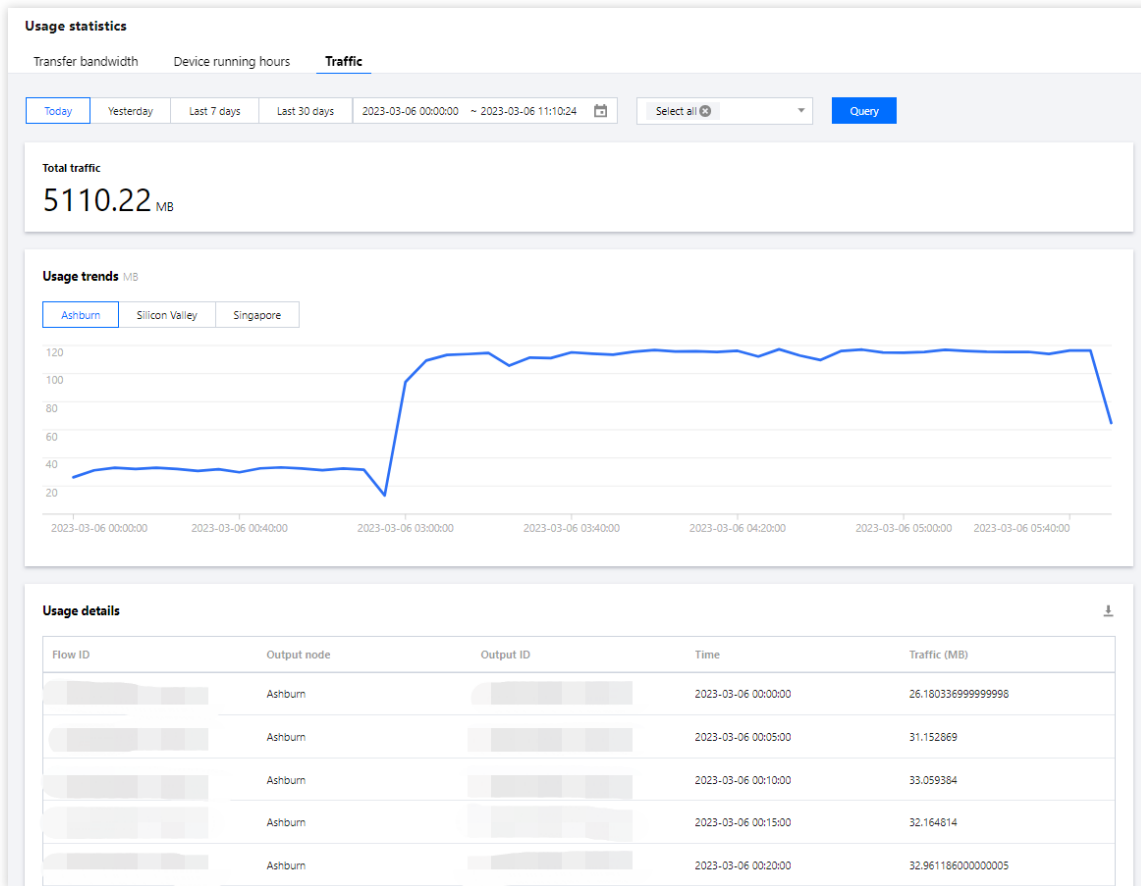 Usage statistics
Transfer bandwidth Device running hours Traffic
Today Yesterday Last 7 days Last 30 days 2023-03-06 00:00:00 ~ 2023-03-06 11:10:24 Select all Query
Total traffic
5110.22 MB
Usage trends MB
Ashburn Silicon Valley Singapore
120
100
80
60
40
20
2023-03-06 00:00:00 2023-03-06 00:40:00 2023-03-06 03:00:00 2023-03-06 03:40:00 2023-03-06 04:20:00 2023-03-06 05:00:00 2023-03-06 05:40:00
Usage details
Flow ID Output node Output ID Time Traffic (MB)
Ashburn 2023-03-06 00:00:00 26.180336999999998
Ashburn 2023-03-06 00:05:00 31.152869
Ashburn 2023-03-06 00:10:00 33.059384
Ashburn 2023-03-06 00:15:00 32.164814
Ashburn 2023-03-06 00:20:00 32.961186000000005